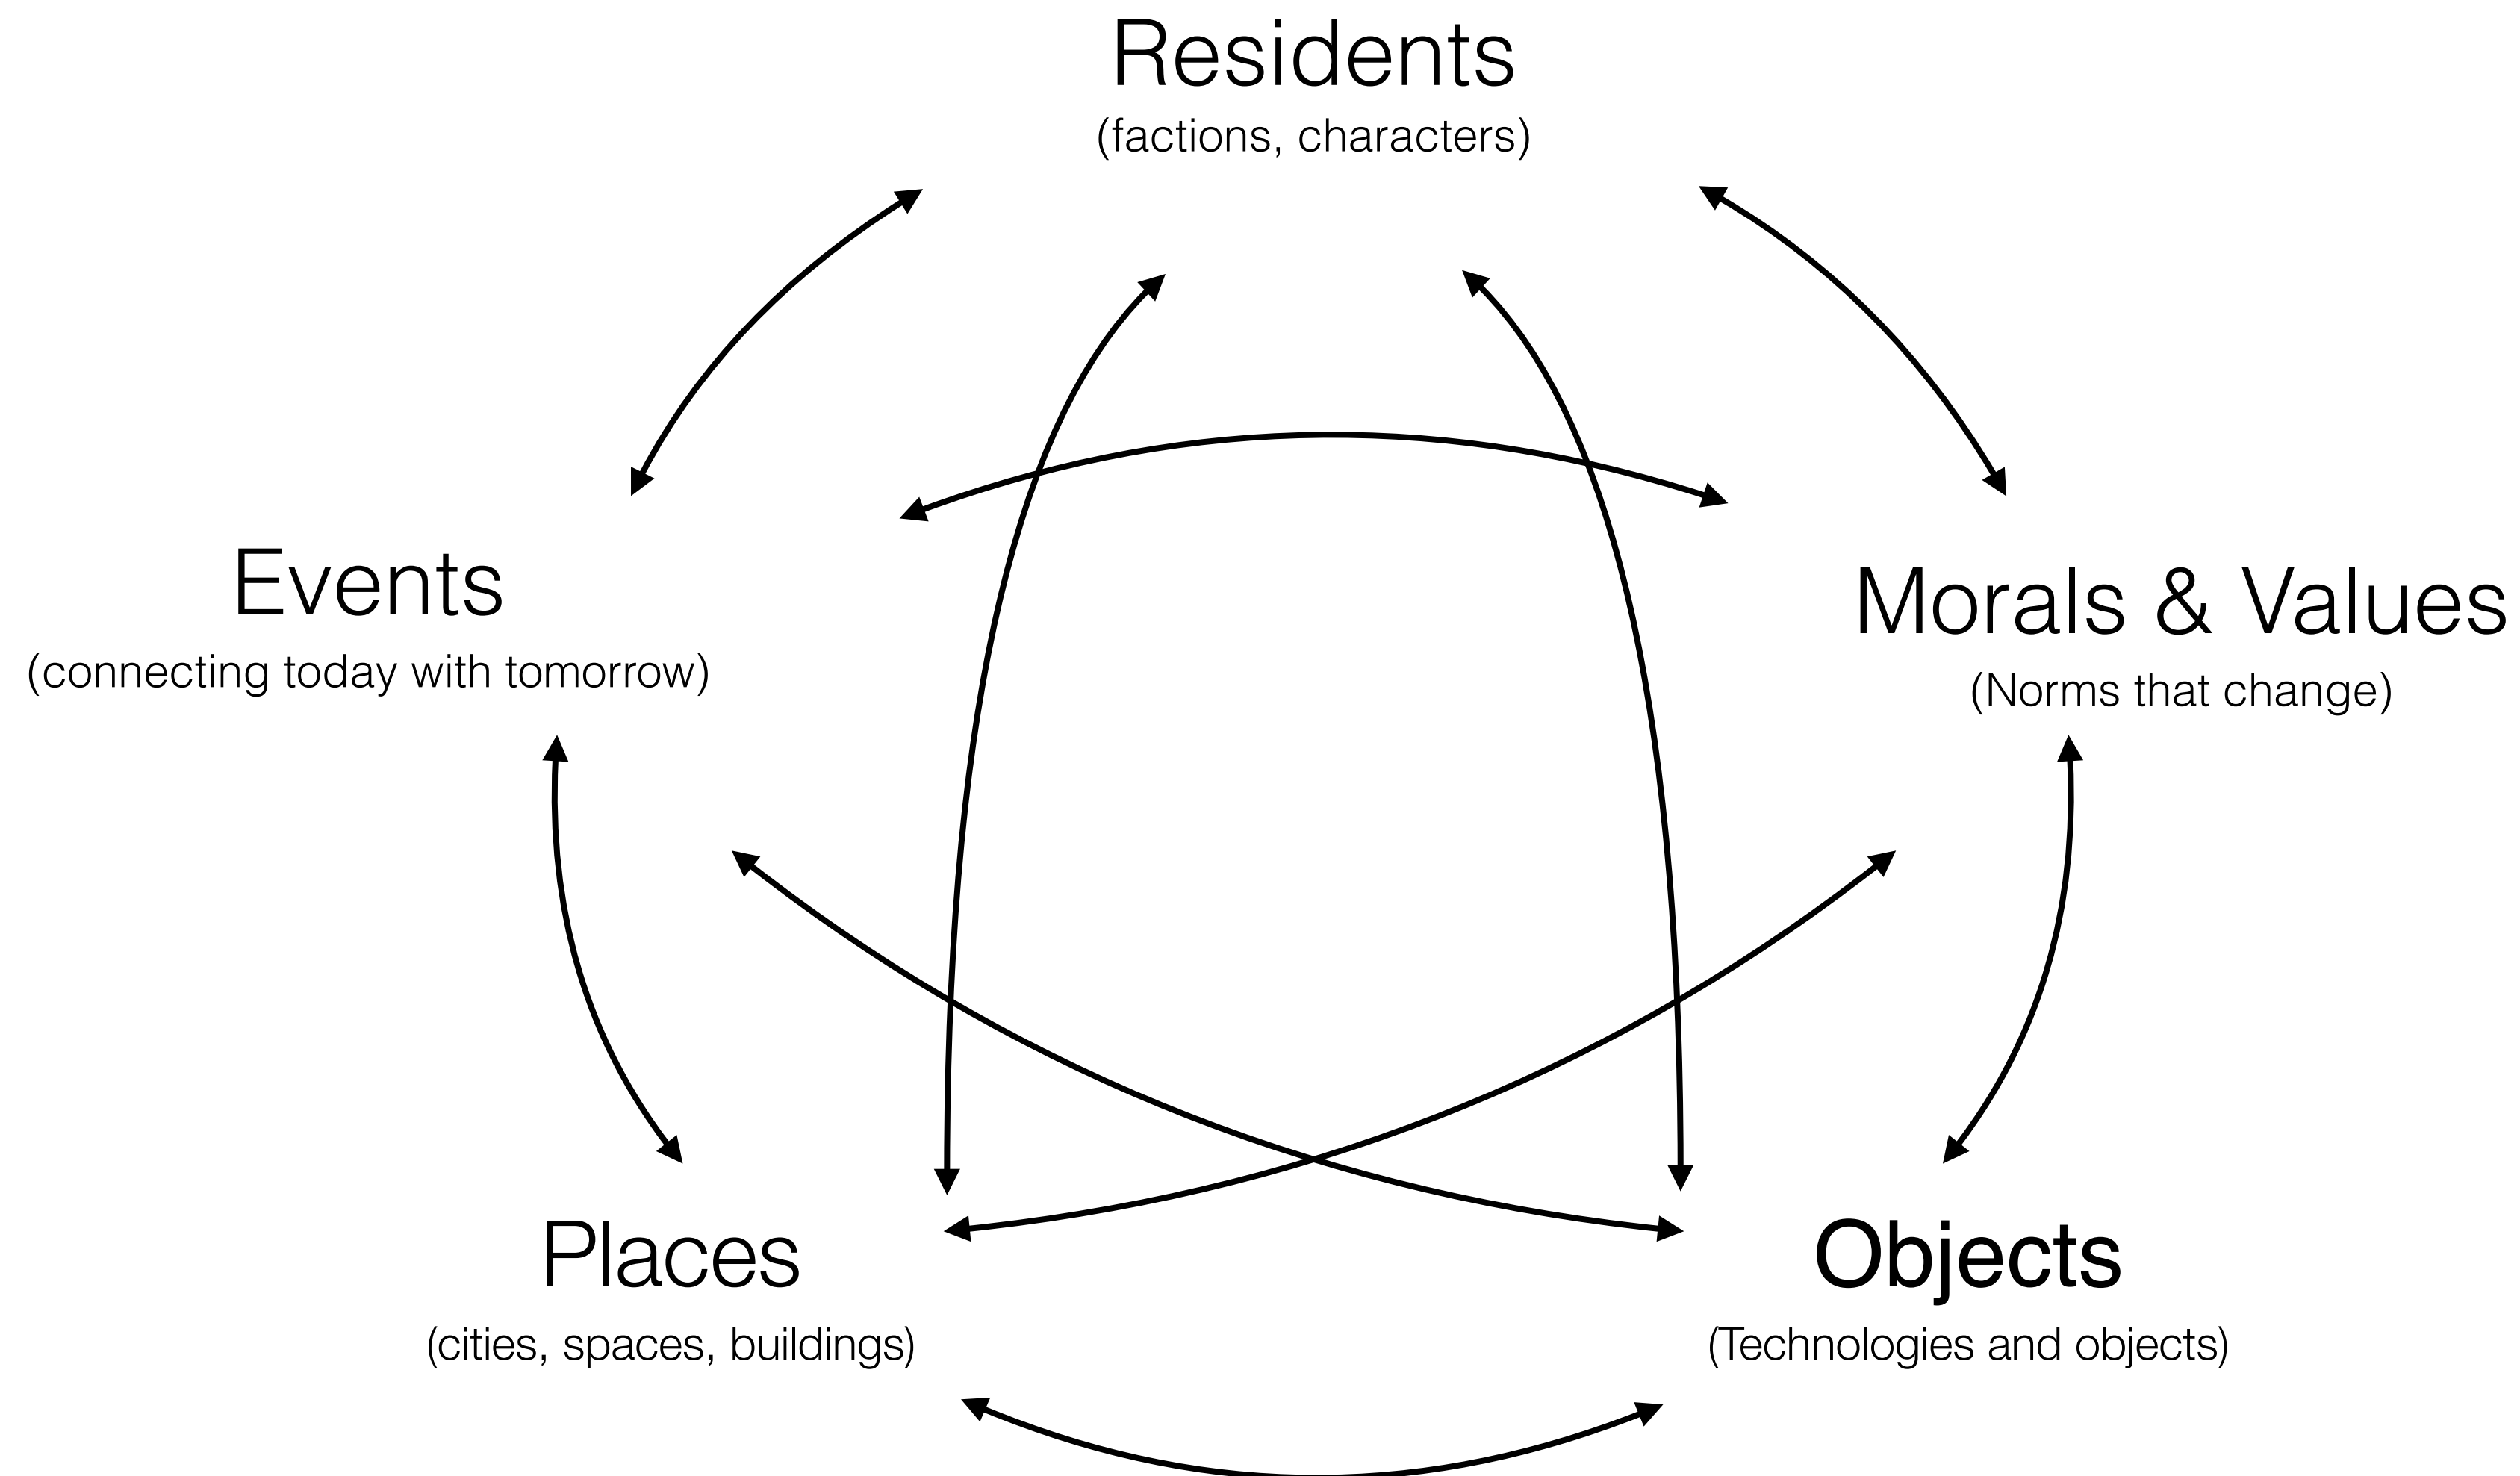 Residents
(factions, characters)
Events
(connecting today with tomorrow)
Morals & Values
(Norms that change)
Places
(cities, spaces, buildings)
Objects
(Technologies and objects)